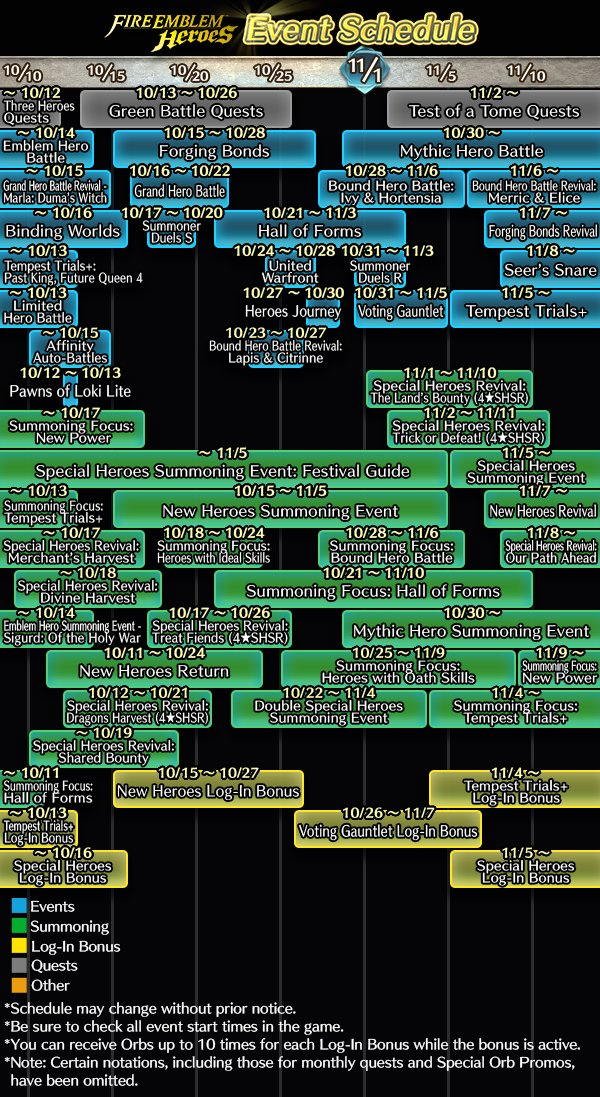 FIRE EMBLEM Heroes Event Schedule
10/10 10/15 10/20 10/25 11/1 11/5 11/10
~ 10/12 10/13 ~ 10/26 11/2 ~
Three Heroes Quests Green Battle Quests Test of a Tome Quests
~ 10/14 10/15 ~ 10/28 10/30 ~
Emblem Hero Battle Forging Bonds Mythic Hero Battle
~ 10/15 10/16 ~ 10/22 10/28 ~ 11/6 11/6 ~
Grand Hero Battle Revival - Marla: Duma's Witch Grand Hero Battle Bound Hero Battle: Ivy & Hortensia Bound Hero Battle Revival: Merric & Elice
~ 10/16 10/17 ~ 10/20 10/21 ~ 11/3 11/7 ~
Binding Worlds Summoner Duels S Hall of Forms Forging Bonds Revival
~ 10/13 10/24 ~ 10/28 10/31 ~ 11/3 11/8 ~
Tempest Trials+: Past King, Future Queen 4 United Warfront Summoner Duels R Seer's Snare
~ 10/13 10/27 ~ 10/30 10/31 ~ 11/5 11/5 ~
Limited Hero Battle Heroes Journey Voting Gauntlet Tempest Trials+
~ 10/15 10/23 ~ 10/27
Affinity Auto-Battles Bound Hero Battle Revival: Lapis & Citrinne
10/12 ~ 10/13 11/1 ~ 11/10
Pawns of Loki Lite Special Heroes Revival: The Land's Bounty (4★SHSR)
~ 10/17 11/2 ~ 11/11
Summoning Focus: New Power Special Heroes Revival: Trick or Defeat! (4★SHSR)
~ 11/5 11/5 ~
Special Heroes Summoning Event: Festival Guide Special Heroes Summoning Event
~ 10/13 10/15 ~ 11/5 11/7 ~
Summoning Focus: Tempest Trials+ New Heroes Summoning Event New Heroes Revival
~ 10/17 10/18 ~ 10/24 10/28 ~ 11/6 11/8 ~
Special Heroes Revival: Merchant's Harvest Summoning Focus: Heroes with Ideal Skills Summoning Focus: Bound Hero Battle Special Heroes Revival: Our Path Ahead
~ 10/18 10/21 ~ 11/10
Special Heroes Revival: Divine Harvest Summoning Focus: Hall of Forms
~ 10/14 10/17 ~ 10/26 10/30 ~
Emblem Hero Summoning Event - Sigurd: Of the Holy War Special Heroes Revival: Treat Fiends (4★SHSR) Mythic Hero Summoning Event
10/11 ~ 10/24 10/25 ~ 11/9 11/9 ~
New Heroes Return Summoning Focus: Heroes with Oath Skills Summoning Focus: New Power
10/12 ~ 10/21 10/22 ~ 11/4 11/4 ~
Special Heroes Revival: Dragons Harvest (4★SHSR) Double Special Heroes Summoning Event Summoning Focus: Tempest Trials+
~ 10/19
Special Heroes Revival: Shared Bounty
~ 10/11 10/15 ~ 10/27 11/4 ~
Summoning Focus: Hall of Forms New Heroes Log-In Bonus Tempest Trials+ Log-In Bonus
~ 10/13 10/26 ~ 11/7
Tempest Trials+ Log-In Bonus Voting Gauntlet Log-In Bonus
~ 10/16 11/5 ~
Special Heroes Log-In Bonus Special Heroes Log-In Bonus
Events
Summoning
Log-In Bonus
Quests
Other
*Schedule may change without prior notice.
*Be sure to check all event start times in the game.
*You can receive Orbs up to 10 times for each Log-In Bonus while the bonus is active.
*Note: Certain notations, including those for monthly quests and Special Orb Promos,
have been omitted.